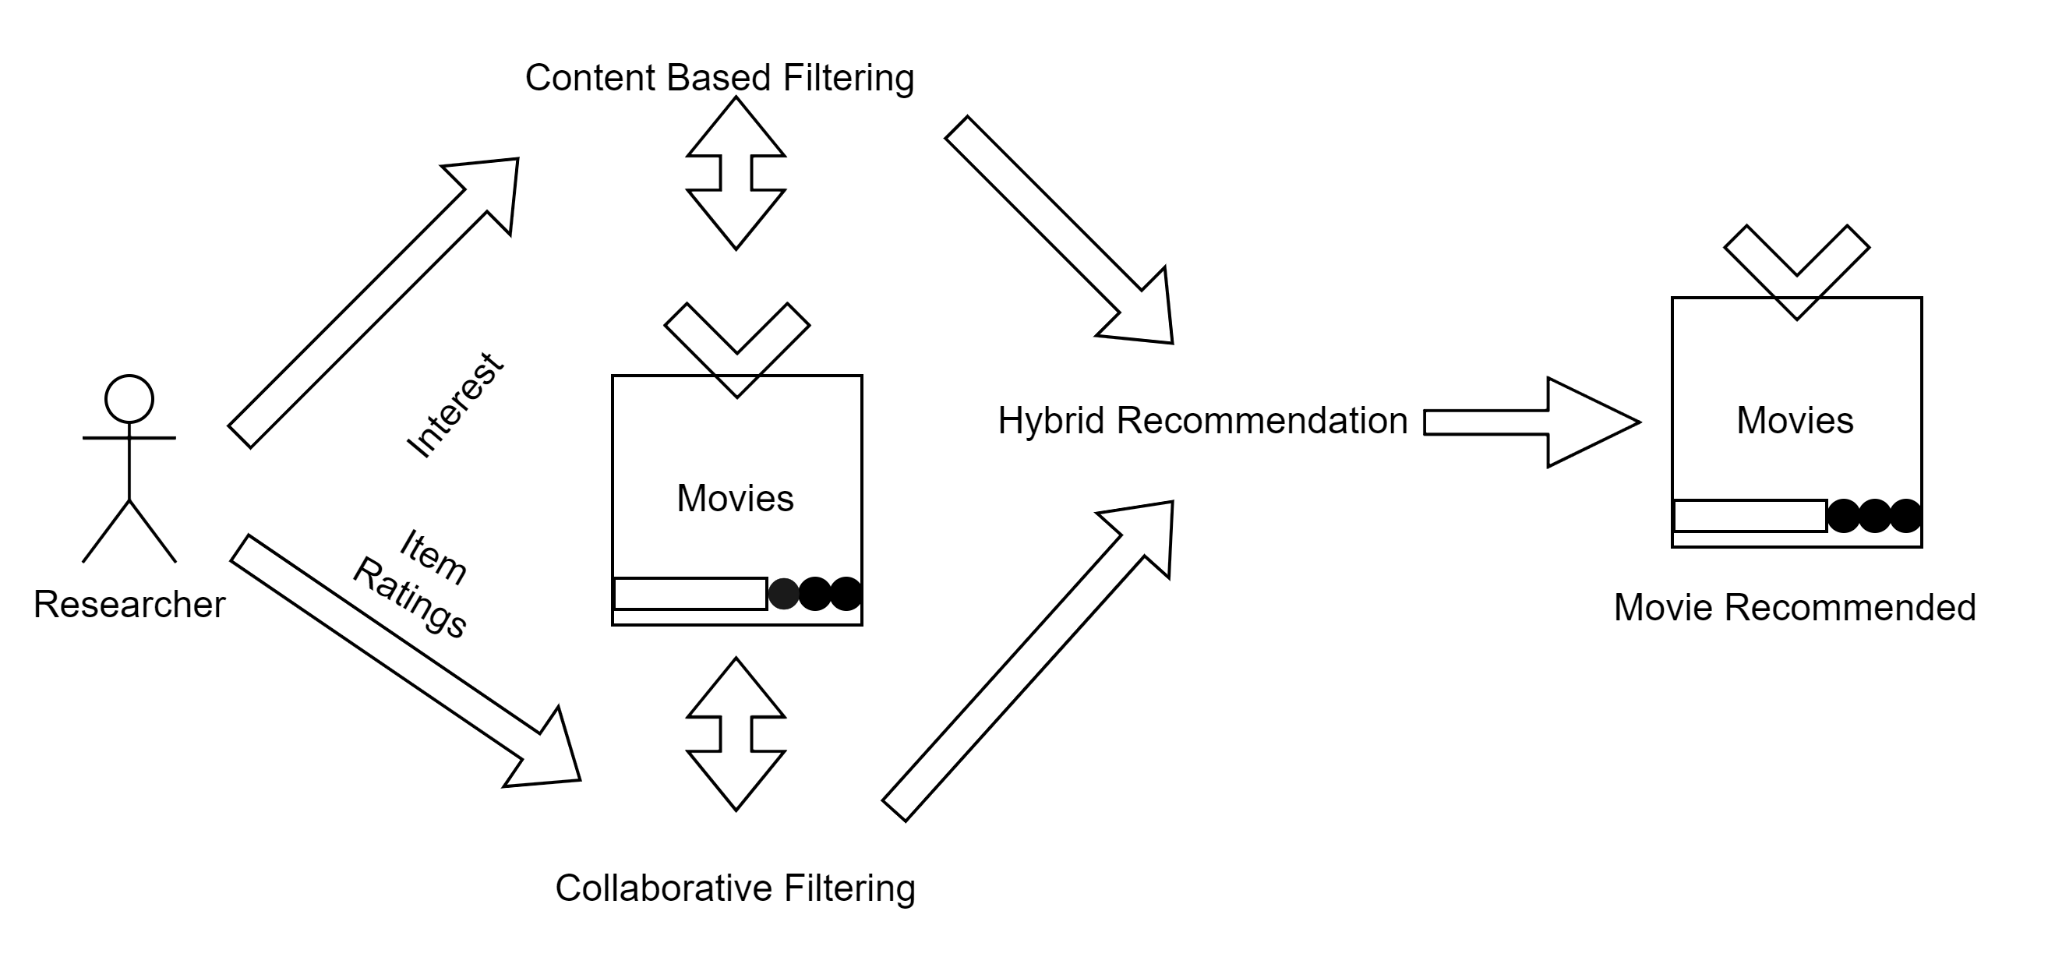 Content Based Filtering
Interest
Item
Ratings
Researcher
Movies
Hybrid Recommendation
Movies
Movie Recommended
Collaborative Filtering